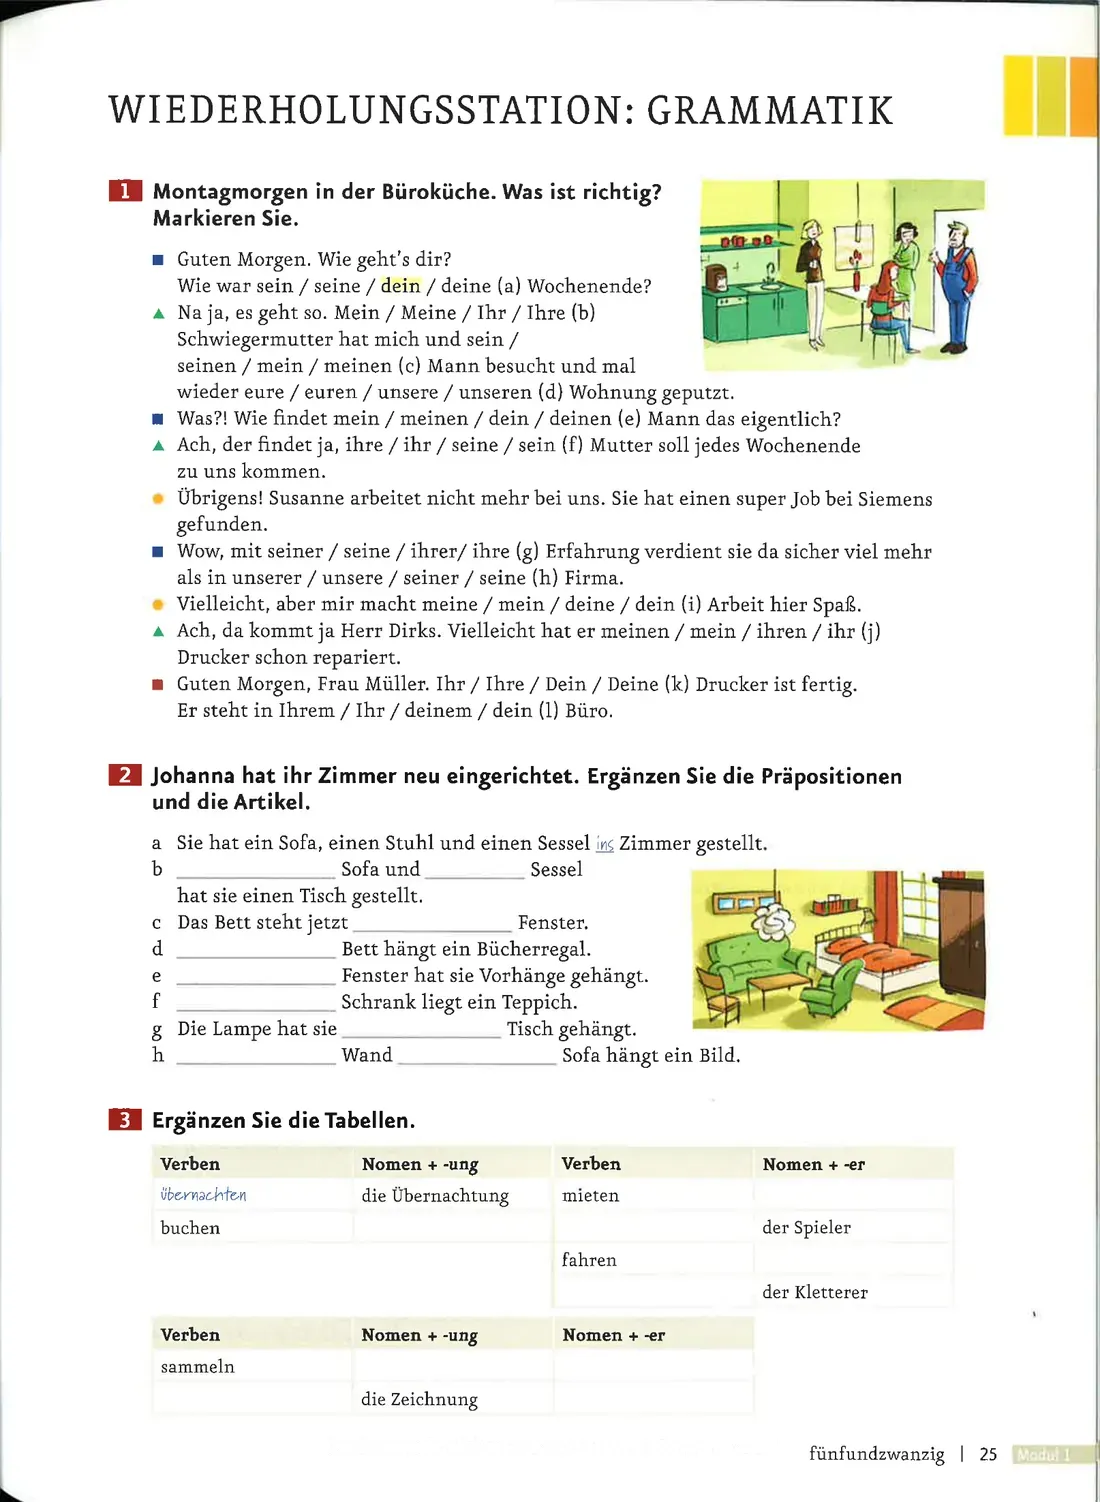 WIEDERHOLUNGSSTATION: GRAMMATIK
1 Montagmorgen in der Büroküche. Was ist richtig?
Markieren Sie.
■ Guten Morgen. Wie geht's dir?
Wie war sein / seine / dein / deine (a) Wochenende?
▲ Na ja, es geht so. Mein / Meine / Ihr / Ihre (b)
Schwiegermutter hat mich und sein /
seinen / mein / meinen (c) Mann besucht und mal
wieder eure / euren / unsere / unseren (d) Wohnung geputzt.
■ Was?! Wie findet mein / meinen / dein / deinen (e) Mann das eigentlich?
▲ Ach, der findet ja, ihre / ihr / seine / sein (f) Mutter soll jedes Wochenende
zu uns kommen.
● Übrigens! Susanne arbeitet nicht mehr bei uns. Sie hat einen super Job bei Siemens
gefunden.
■ Wow, mit seiner / seine / ihrer/ ihre (g) Erfahrung verdient sie da sicher viel mehr
als in unserer / unsere / seiner / seine (h) Firma.
● Vielleicht, aber mir macht meine / mein / deine / dein (i) Arbeit hier Spaß.
▲ Ach, da kommt ja Herr Dirks. Vielleicht hat er meinen / mein / ihren / ihr (j)
Drucker schon repariert.
■ Guten Morgen, Frau Müller. Ihr / Ihre / Dein / Deine (k) Drucker ist fertig.
Er steht in Ihrem / Ihr / deinem / dein (l) Büro.
2 Johanna hat ihr Zimmer neu eingerichtet. Ergänzen Sie die Präpositionen
und die Artikel.
a Sie hat ein Sofa, einen Stuhl und einen Sessel ins Zimmer gestellt.
b ______ Sofa und ______ Sessel
hat sie einen Tisch gestellt.
c Das Bett steht jetzt ______ Fenster.
d ______ Bett hängt ein Bücherregal.
e ______ Fenster hat sie Vorhänge gehängt.
f ______ Schrank liegt ein Teppich.
g Die Lampe hat sie ______ Tisch gehängt.
h ______ Wand ______ Sofa hängt ein Bild.
3 Ergänzen Sie die Tabellen.
Verben Nomen + -ung Verben Nomen + -er
übernachten die Übernachtung mieten
buchen der Spieler
fahren
der Kletterer
Verben Nomen + -ung Nomen + -er
sammeln
die Zeichnung
fünfundzwanzig | 25 Modul 1